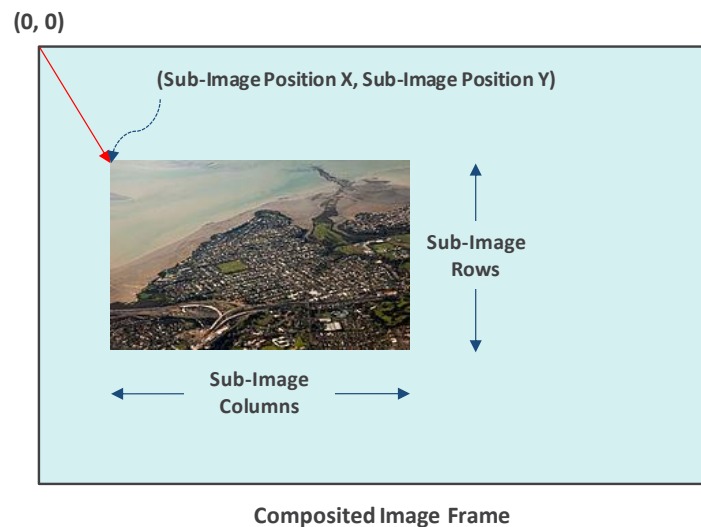 (0, 0)
(Sub-Image Position X, Sub-Image Position Y)
Sub-Image
Rows
Sub-Image
Columns
Composited Image Frame